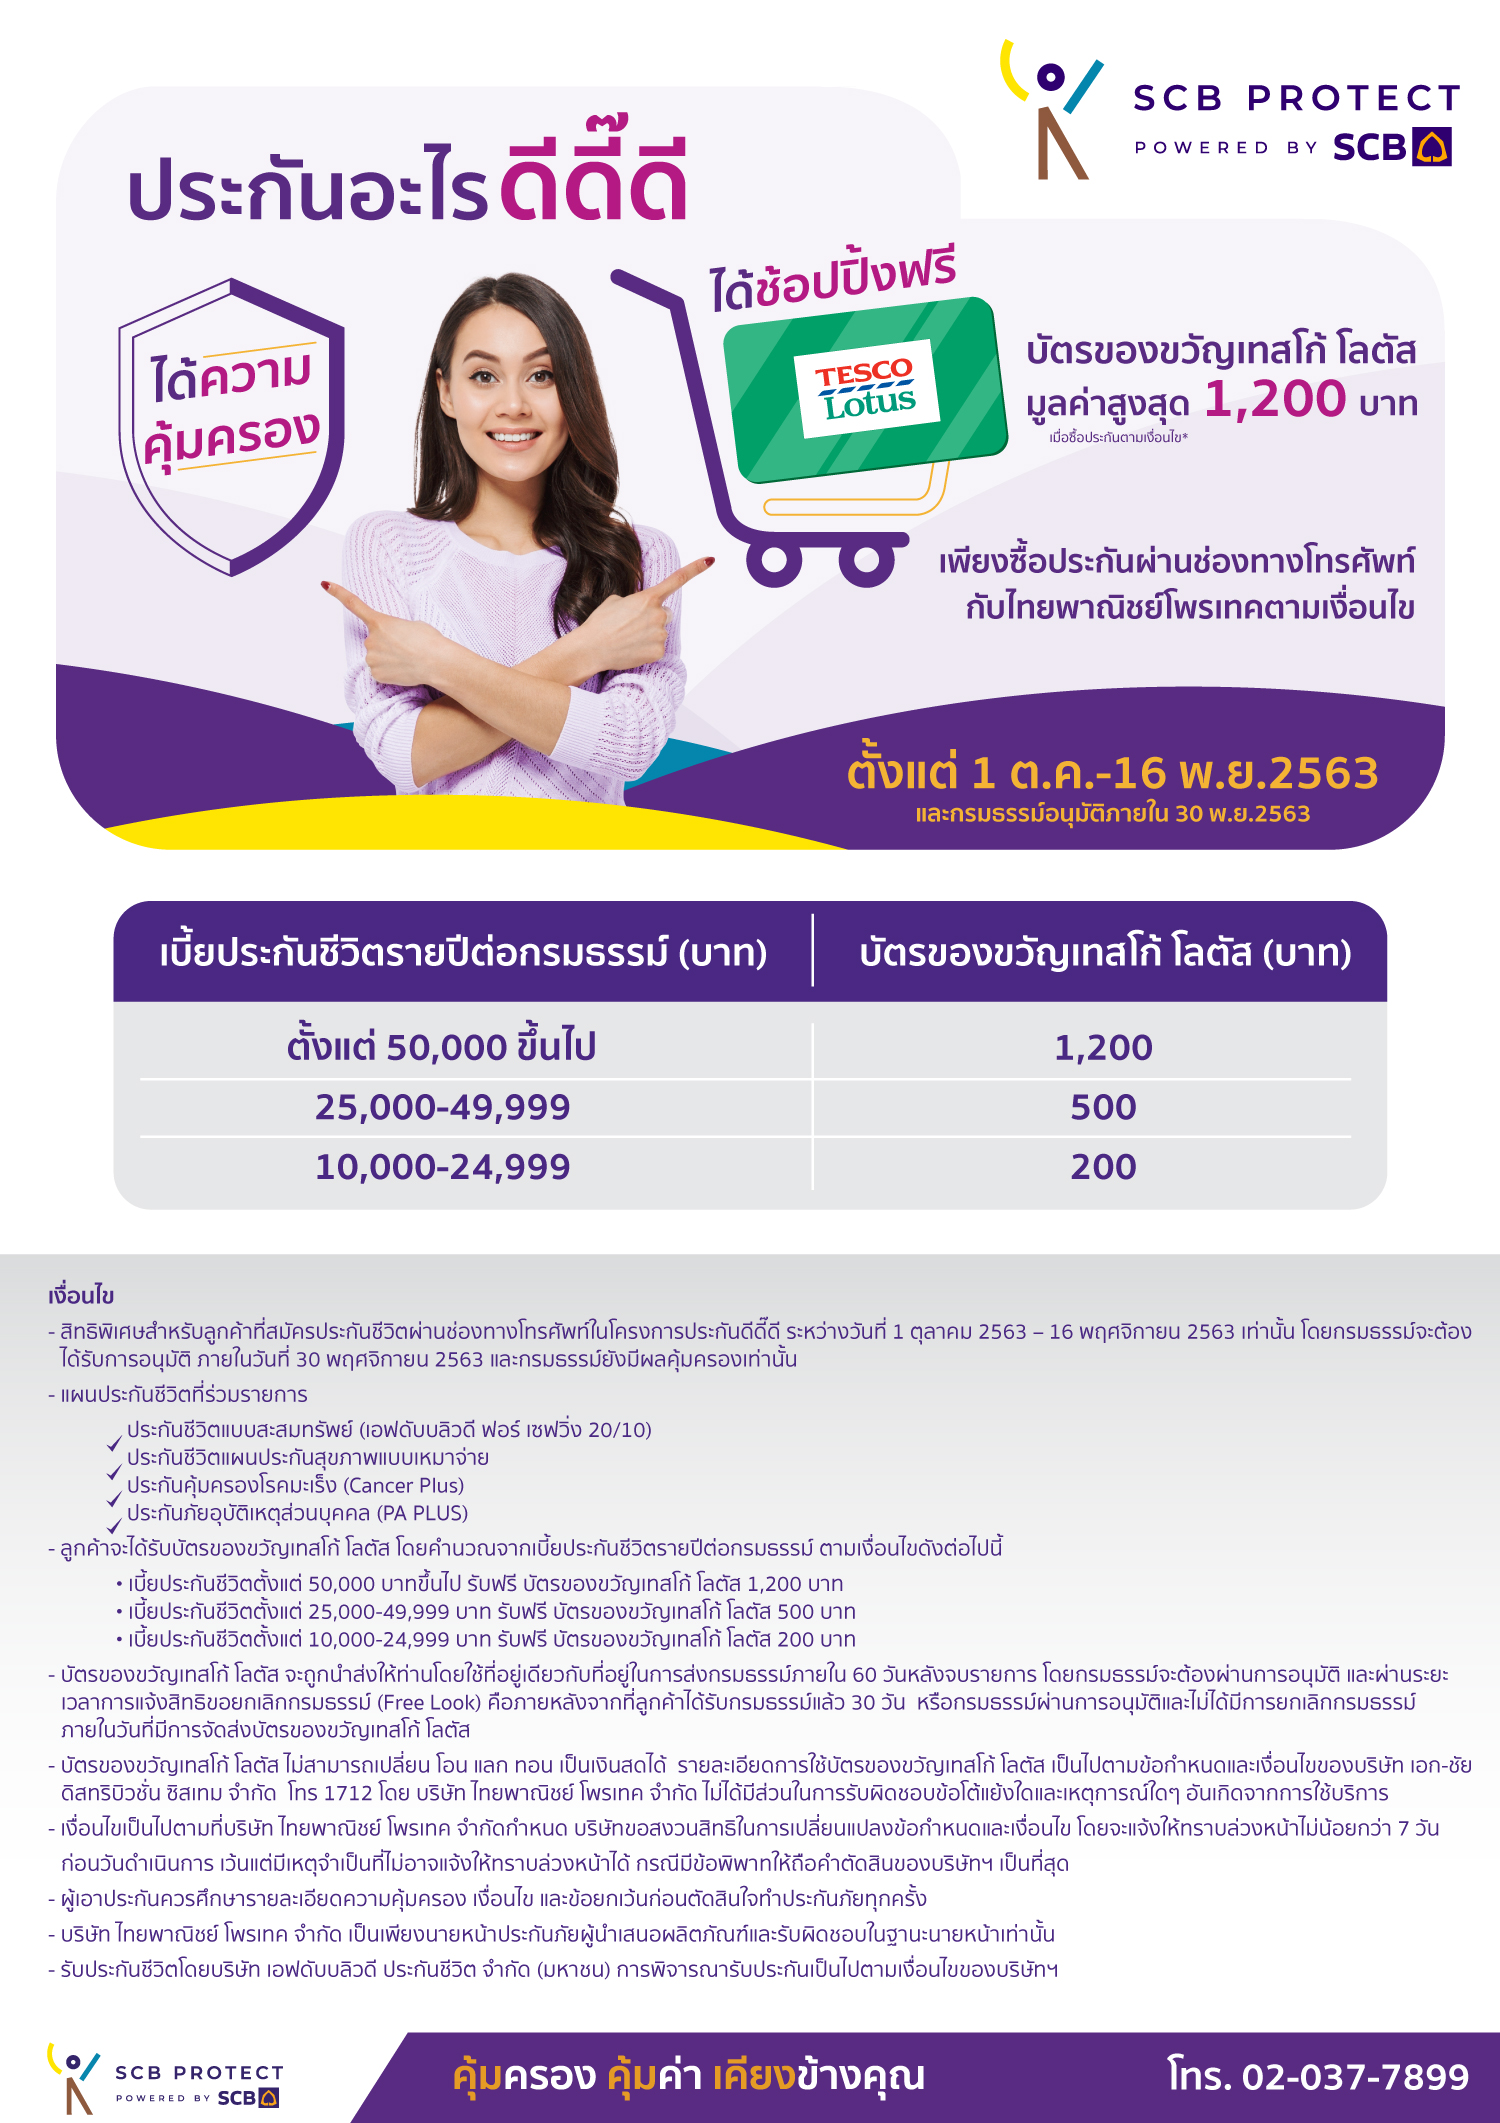 SCB PROTECT
POWERED BY SCB
ประกันอะไร ดีดี๊ดี
ได้ความ
คุ้มครอง
ได้ช้อปปิ้งฟรี
TESCO
Lotus
บัตรของขวัญเทสโก้ โลตัส
มูลค่าสูงสุด 1,200 บาท
เมื่อซื้อประกันตามเงื่อนไข*
เพียงซื้อประกันผ่านช่องทางโทรศัพท์
กับไทยพาณิชย์โพรเทคตามเงื่อนไข
ตั้งแต่ 1 ต.ค.-16 พ.ย.2563
และกรมธรรม์อนุมัติภายใน 30 พ.ย.2563
เบี้ยประกันชีวิตรายปีต่อกรมธรรม์ (บาท) บัตรของขวัญเทสโก้ โลตัส (บาท)
ตั้งแต่ 50,000 ขึ้นไป 1,200
25,000-49,999 500
10,000-24,999 200
เงื่อนไข
- สิทธิพิเศษสำหรับลูกค้าที่สมัครประกันชีวิตผ่านช่องทางโทรศัพท์ในโครงการประกันดีดี๊ดี ระหว่างวันที่ 1 ตุลาคม 2563 – 16 พฤศจิกายน 2563 เท่านั้น โดยกรมธรรม์จะต้อง
ได้รับการอนุมัติ ภายในวันที่ 30 พฤศจิกายน 2563 และกรมธรรม์ยังมีผลคุ้มครองเท่านั้น
- แผนประกันชีวิตที่ร่วมรายการ
✓ ประกันชีวิตแบบสะสมทรัพย์ (เอฟดับบลิวดี ฟอร์ เซฟวิ่ง 20/10)
✓ ประกันชีวิตแผนประกันสุขภาพแบบเหมาจ่าย
✓ ประกันคุ้มครองโรคมะเร็ง (Cancer Plus)
✓ ประกันภัยอุบัติเหตุส่วนบุคคล (PA PLUS)
- ลูกค้าจะได้รับบัตรของขวัญเทสโก้ โลตัส โดยคำนวณจากเบี้ยประกันชีวิตรายปีต่อกรมธรรม์ ตามเงื่อนไขดังต่อไปนี้
• เบี้ยประกันชีวิตตั้งแต่ 50,000 บาทขึ้นไป รับฟรี บัตรของขวัญเทสโก้ โลตัส 1,200 บาท
• เบี้ยประกันชีวิตตั้งแต่ 25,000-49,999 บาท รับฟรี บัตรของขวัญเทสโก้ โลตัส 500 บาท
• เบี้ยประกันชีวิตตั้งแต่ 10,000-24,999 บาท รับฟรี บัตรของขวัญเทสโก้ โลตัส 200 บาท
- บัตรของขวัญเทสโก้ โลตัส จะถูกนำส่งให้ท่านโดยใช้ที่อยู่เดียวกับที่อยู่ในการส่งกรมธรรม์ภายใน 60 วันหลังจบรายการ โดยกรมธรรม์จะต้องผ่านการอนุมัติ และผ่านระยะ
เวลาการแจ้งสิทธิขอยกเลิกกรมธรรม์ (Free Look) คือภายหลังจากที่ลูกค้าได้รับกรมธรรม์แล้ว 30 วัน หรือกรมธรรม์ผ่านการอนุมัติและไม่ได้มีการยกเลิกกรมธรรม์
ภายในวันที่มีการจัดส่งบัตรของขวัญเทสโก้ โลตัส
- บัตรของขวัญเทสโก้ โลตัส ไม่สามารถเปลี่ยน โอน แลก ทอน เป็นเงินสดได้ รายละเอียดการใช้บัตรของขวัญเทสโก้ โลตัส เป็นไปตามข้อกำหนดและเงื่อนไขของบริษัท เอก-ชัย
ดิสทริบิวชั่น ซิสเทม จำกัด โทร 1712 โดย บริษัท ไทยพาณิชย์ โพรเทค จำกัด ไม่ได้มีส่วนในการรับผิดชอบข้อโต้แย้งใดและเหตุการณ์ใดๆ อันเกิดจากการใช้บริการ
- เงื่อนไขเป็นไปตามที่บริษัท ไทยพาณิชย์ โพรเทค จำกัดกำหนด บริษัทขอสงวนสิทธิในการเปลี่ยนแปลงข้อกำหนดและเงื่อนไข โดยจะแจ้งให้ทราบล่วงหน้าไม่น้อยกว่า 7 วัน
ก่อนวันดำเนินการ เว้นแต่มีเหตุจำเป็นที่ไม่อาจแจ้งให้ทราบล่วงหน้าได้ กรณีมีข้อพิพาทให้ถือคำตัดสินของบริษัทฯ เป็นที่สุด
- ผู้เอาประกันควรศึกษารายละเอียดความคุ้มครอง เงื่อนไข และข้อยกเว้นก่อนตัดสินใจทำประกันภัยทุกครั้ง
- บริษัท ไทยพาณิชย์ โพรเทค จำกัด เป็นเพียงนายหน้าประกันภัยผู้นำเสนอผลิตภัณฑ์และรับผิดชอบในฐานะนายหน้าเท่านั้น
- รับประกันชีวิตโดยบริษัท เอฟดับบลิวดี ประกันชีวิต จำกัด (มหาชน) การพิจารณารับประกันเป็นไปตามเงื่อนไขของบริษัทฯ
SCB PROTECT
POWERED BY SCB
คุ้มครอง คุ้มค่า เคียงข้างคุณ
โทร. 02-037-7899